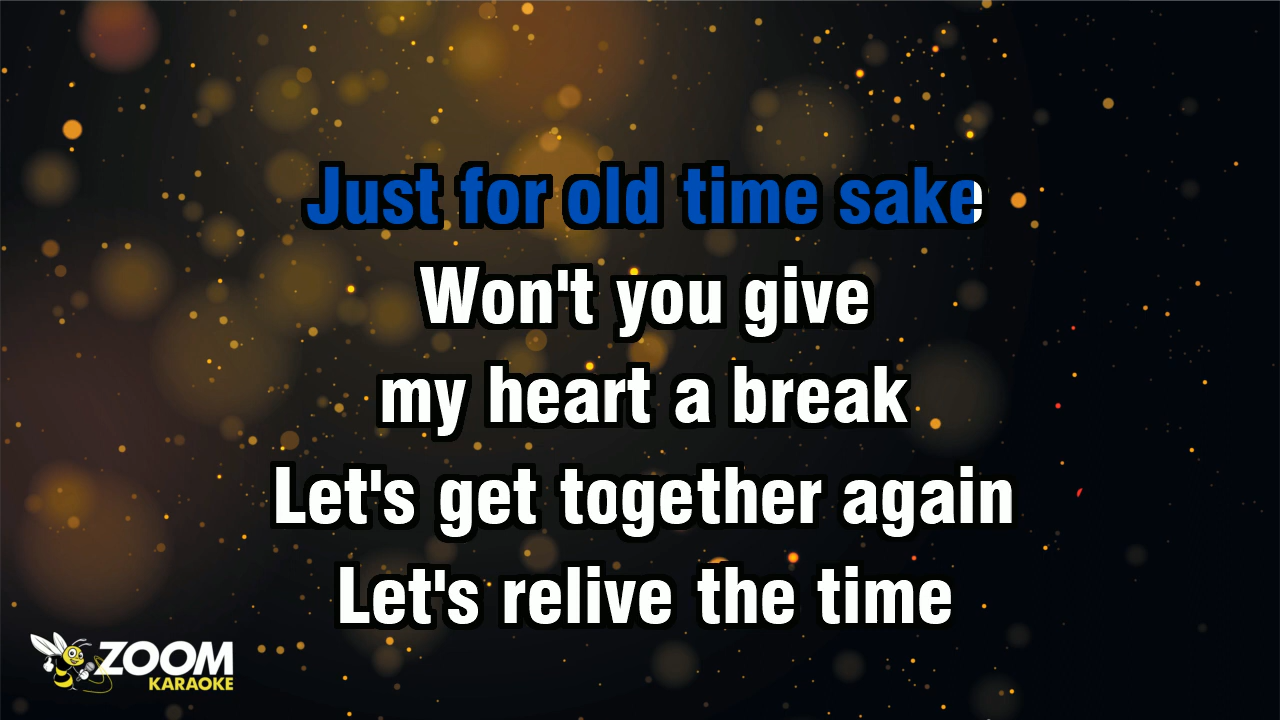 Just for old time sake
Won't you give
my heart a break
Let's get together again
Let's relive the time
ZOOM
KARAOKE